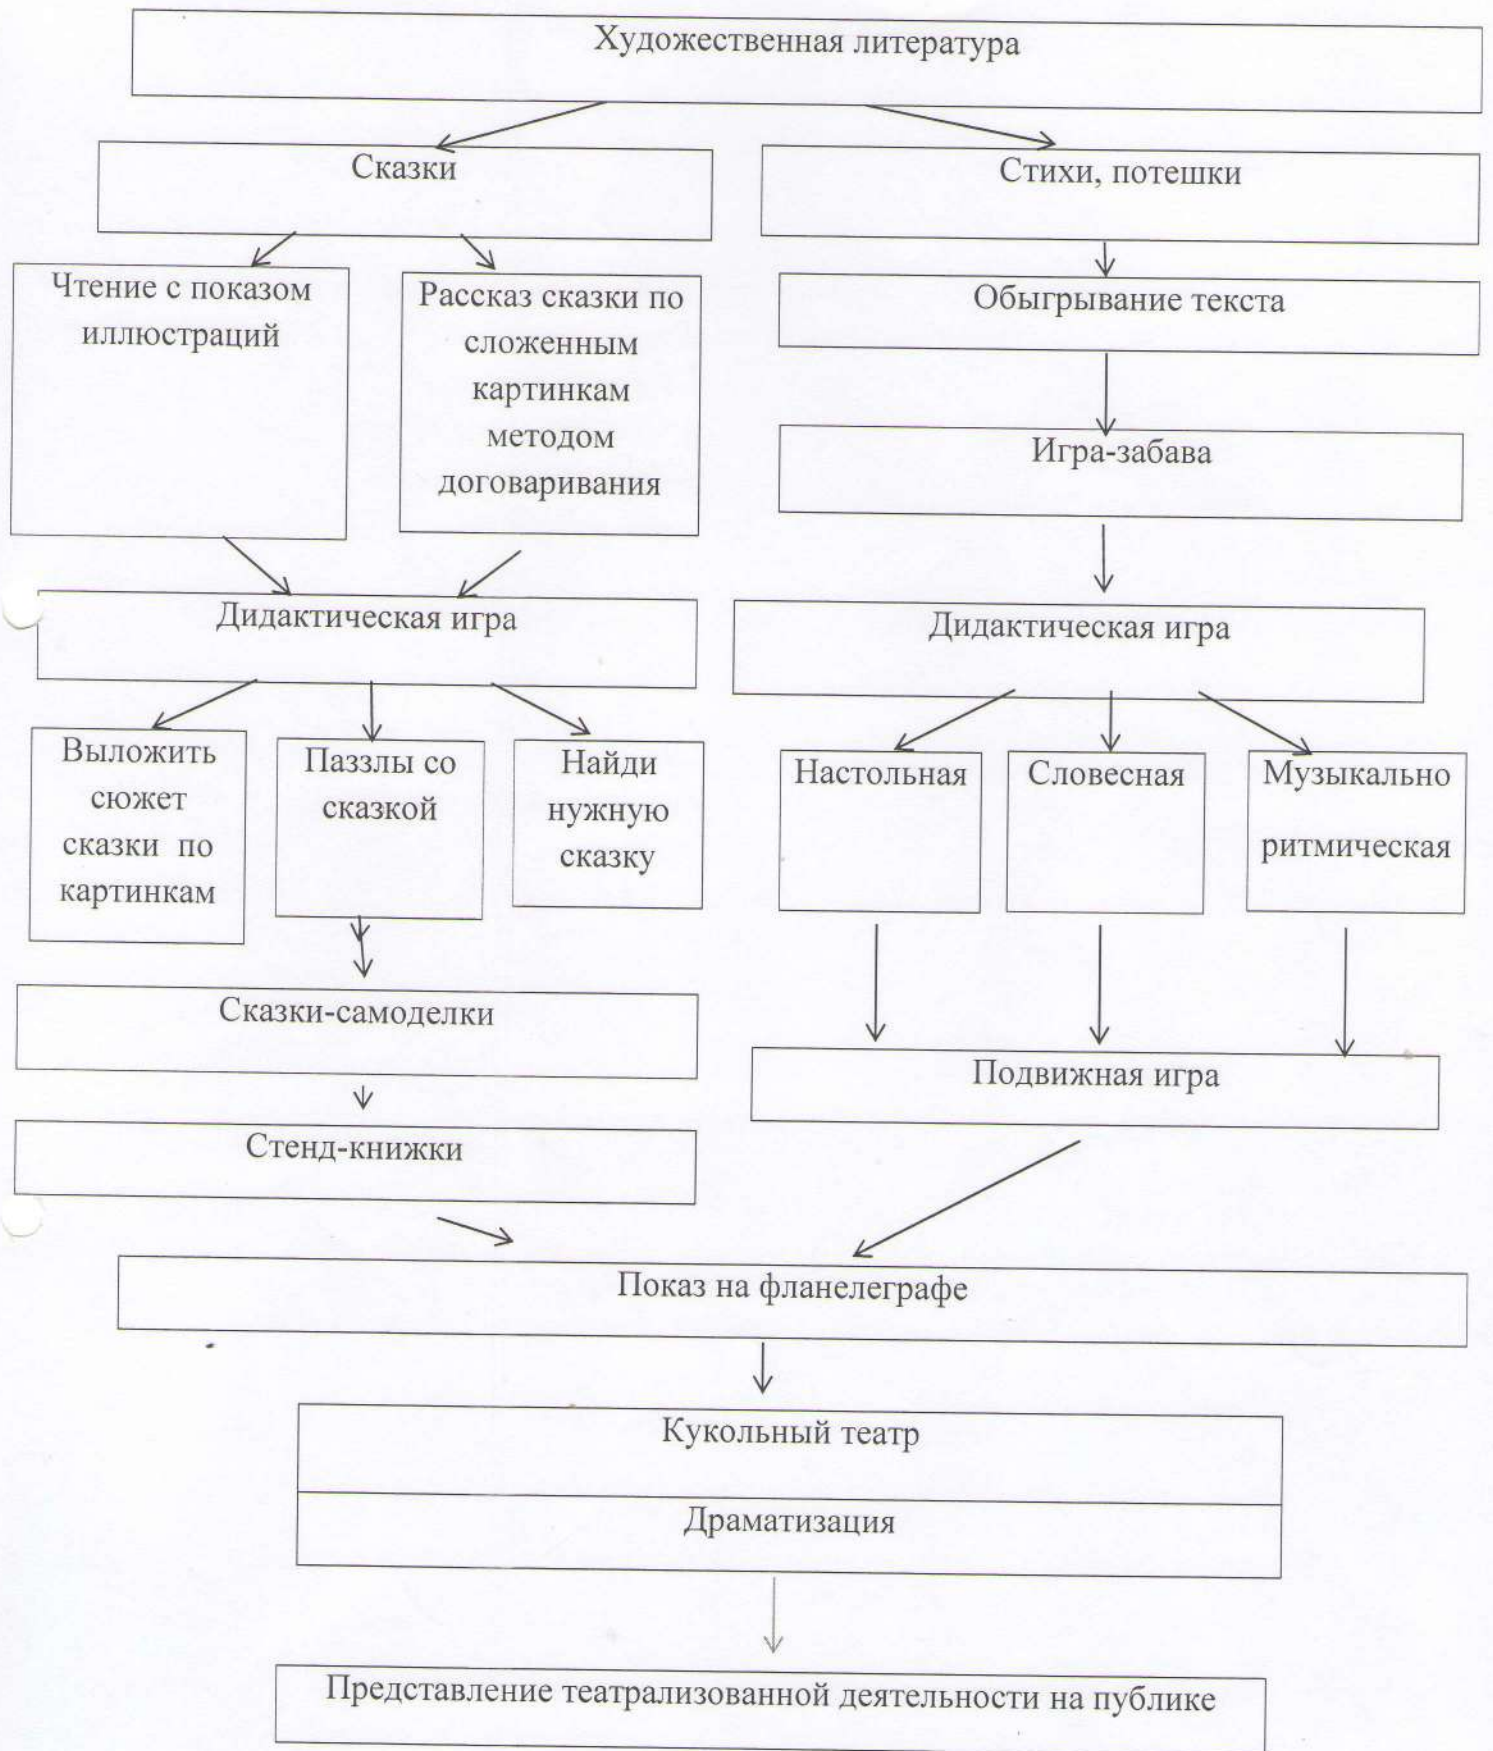 Художественная литература
Сказки
Стихи, потешки
Чтение с показом
иллюстраций
Рассказ сказки по
сложенным
картинкам
методом
договаривания
Обыгрывание текста
Игра-забава
Дидактическая игра
Дидактическая игра
Выложить
сюжет
сказки по
картинкам
Паззлы со
сказкой
Найди
нужную
сказку
Настольная
Словесная
Музыкально
ритмическая
Сказки-самоделки
Подвижная игра
Стенд-книжки
Показ на фланелеграфе
Кукольный театр
Драматизация
Представление театрализованной деятельности на публике